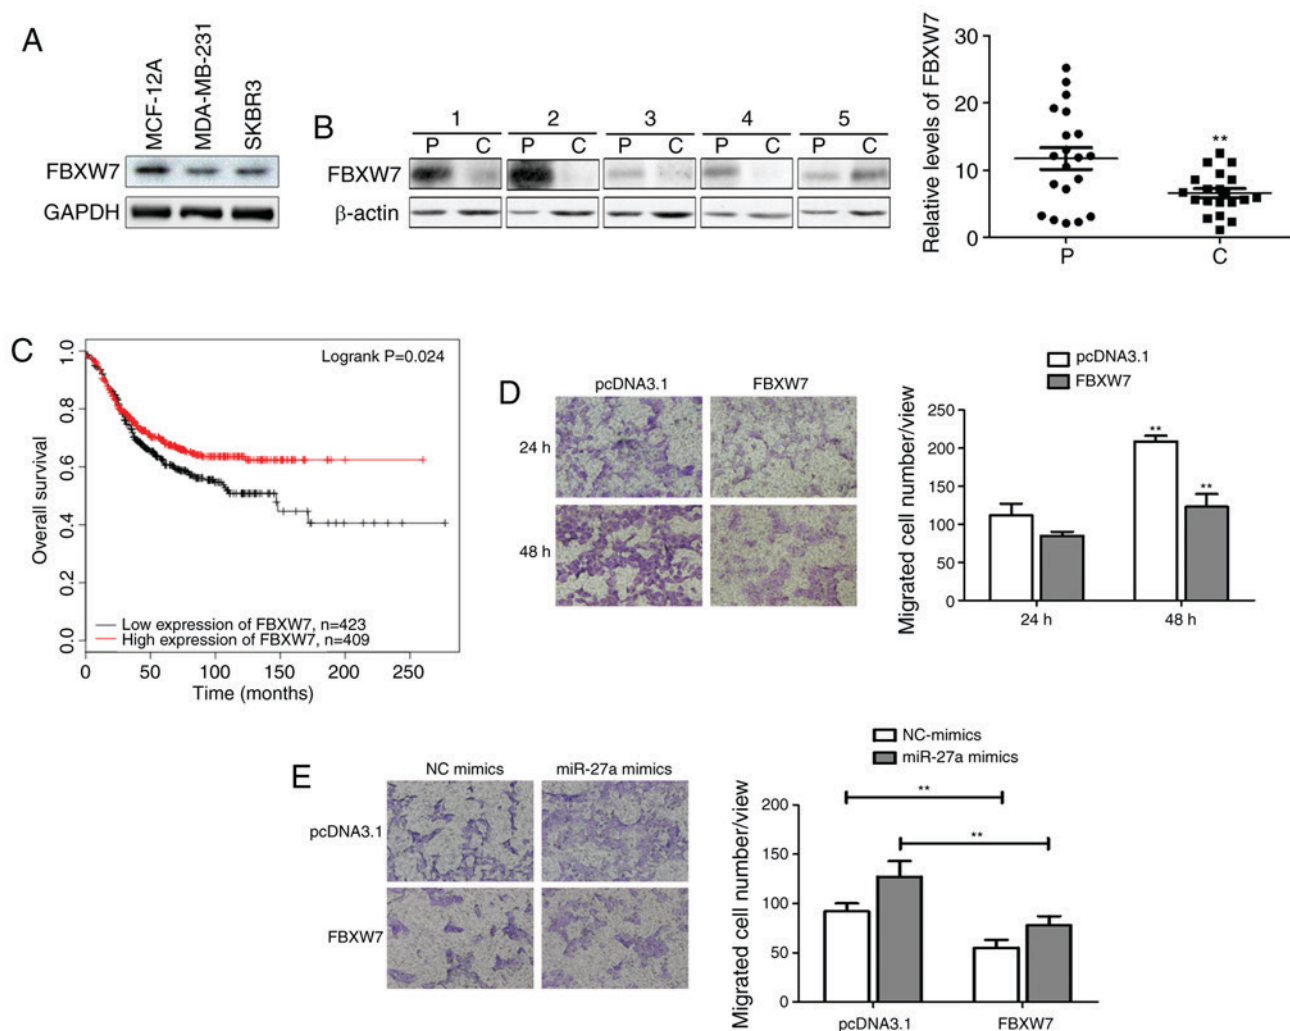 A
MCF-12A
MDA-MB-231
SKBR3
FBXW7
GAPDH
B
1 2 3 4 5
P C P C P C P C P C
FBXW7
β-actin
Relative levels of FBXW7
30
20
10
0
**
P C
C
Overall survival
1.0
0.8
0.6
0.4
0.2
0.0
Logrank P=0.024
Low expression of FBXW7, n=423
High expression of FBXW7, n=409
0 50 100 150 200 250
Time (months)
D
pcDNA3.1 FBXW7
24 h
48 h
pcDNA3.1
FBXW7
Migrated cell number/view
250
200
150
100
50
0
**
**
24 h 48 h
E
NC mimics miR-27a mimics
pcDNA3.1
FBXW7
NC-mimics
miR-27a mimics
Migrated cell number/view
200
150
100
50
0
**
**
pcDNA3.1 FBXW7